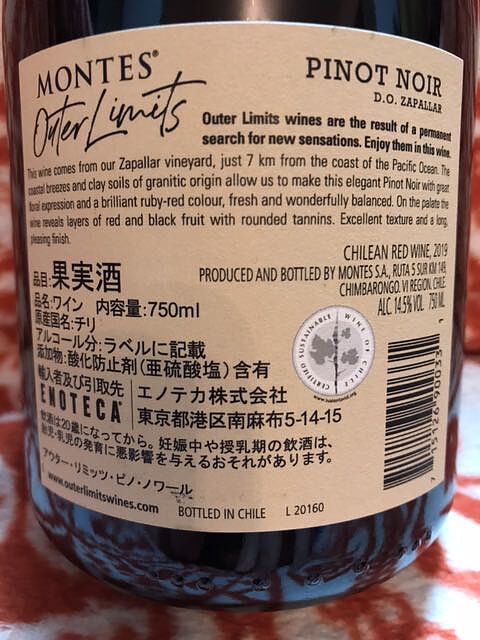 MONTES®
Outer Limits
PINOT NOIR
D.O. ZAPALLAR
Outer Limits wines are the result of a permanent
search for new sensations. Enjoy them in this wine.
This wine comes from our Zapallar vineyard, just 7 km from the coast of the Pacific Ocean. The
coastal breezes and clay soils of granitic origin allow us to make this elegant Pinot Noir with great
floral expression and a brilliant ruby-red colour, fresh and wonderfully balanced. On the palate the
wine reveals layers of red and black fruit with rounded tannins. Excellent texture and a long,
pleasing finish.
CHILEAN RED WINE, 2019
PRODUCED AND BOTTLED BY MONTES S.A., RUTA 5 SUR KM 149,
CHIMBARONGO. VI REGION, CHILE.
ALC 14.5% VOL 750 ML
品目:果実酒
品名:ワイン 内容量:750ml
原産国名:チリ
アルコール分:ラベルに記載
添加物:酸化防止剤(亜硫酸塩)含有
輸入者及び引取先
ENOTECA
エノテカ株式会社
東京都港区南麻布5-14-15
飲酒は20歳になってから。妊娠中や授乳期の飲酒は、
胎児・乳児の発育に悪影響を与えるおそれがあります。
アウター・リミッツ・ピノ・ノワール
CERTIFIED SUSTAINABLE WINE OF CHILE
7 15126 90033 1
www.outerlimitswines.com BOTTLED IN CHILE L 20160